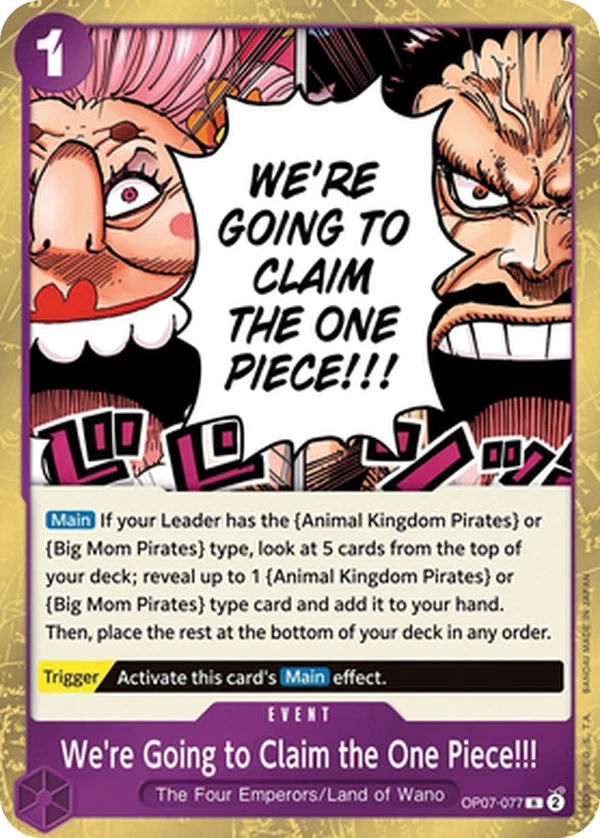 1
WE'RE
GOING TO
CLAIM
THE ONE
PIECE!!!
Main If your Leader has the {Animal Kingdom Pirates} or
{Big Mom Pirates} type, look at 5 cards from the top of
your deck; reveal up to 1 {Animal Kingdom Pirates} or
{Big Mom Pirates} type card and add it to your hand.
Then, place the rest at the bottom of your deck in any order.
Trigger Activate this card's Main effect.
EVENT
We're Going to Claim the One Piece!!!
The Four Emperors/Land of Wano
OP07-077 R 2
BANDAI MADE IN JAPAN